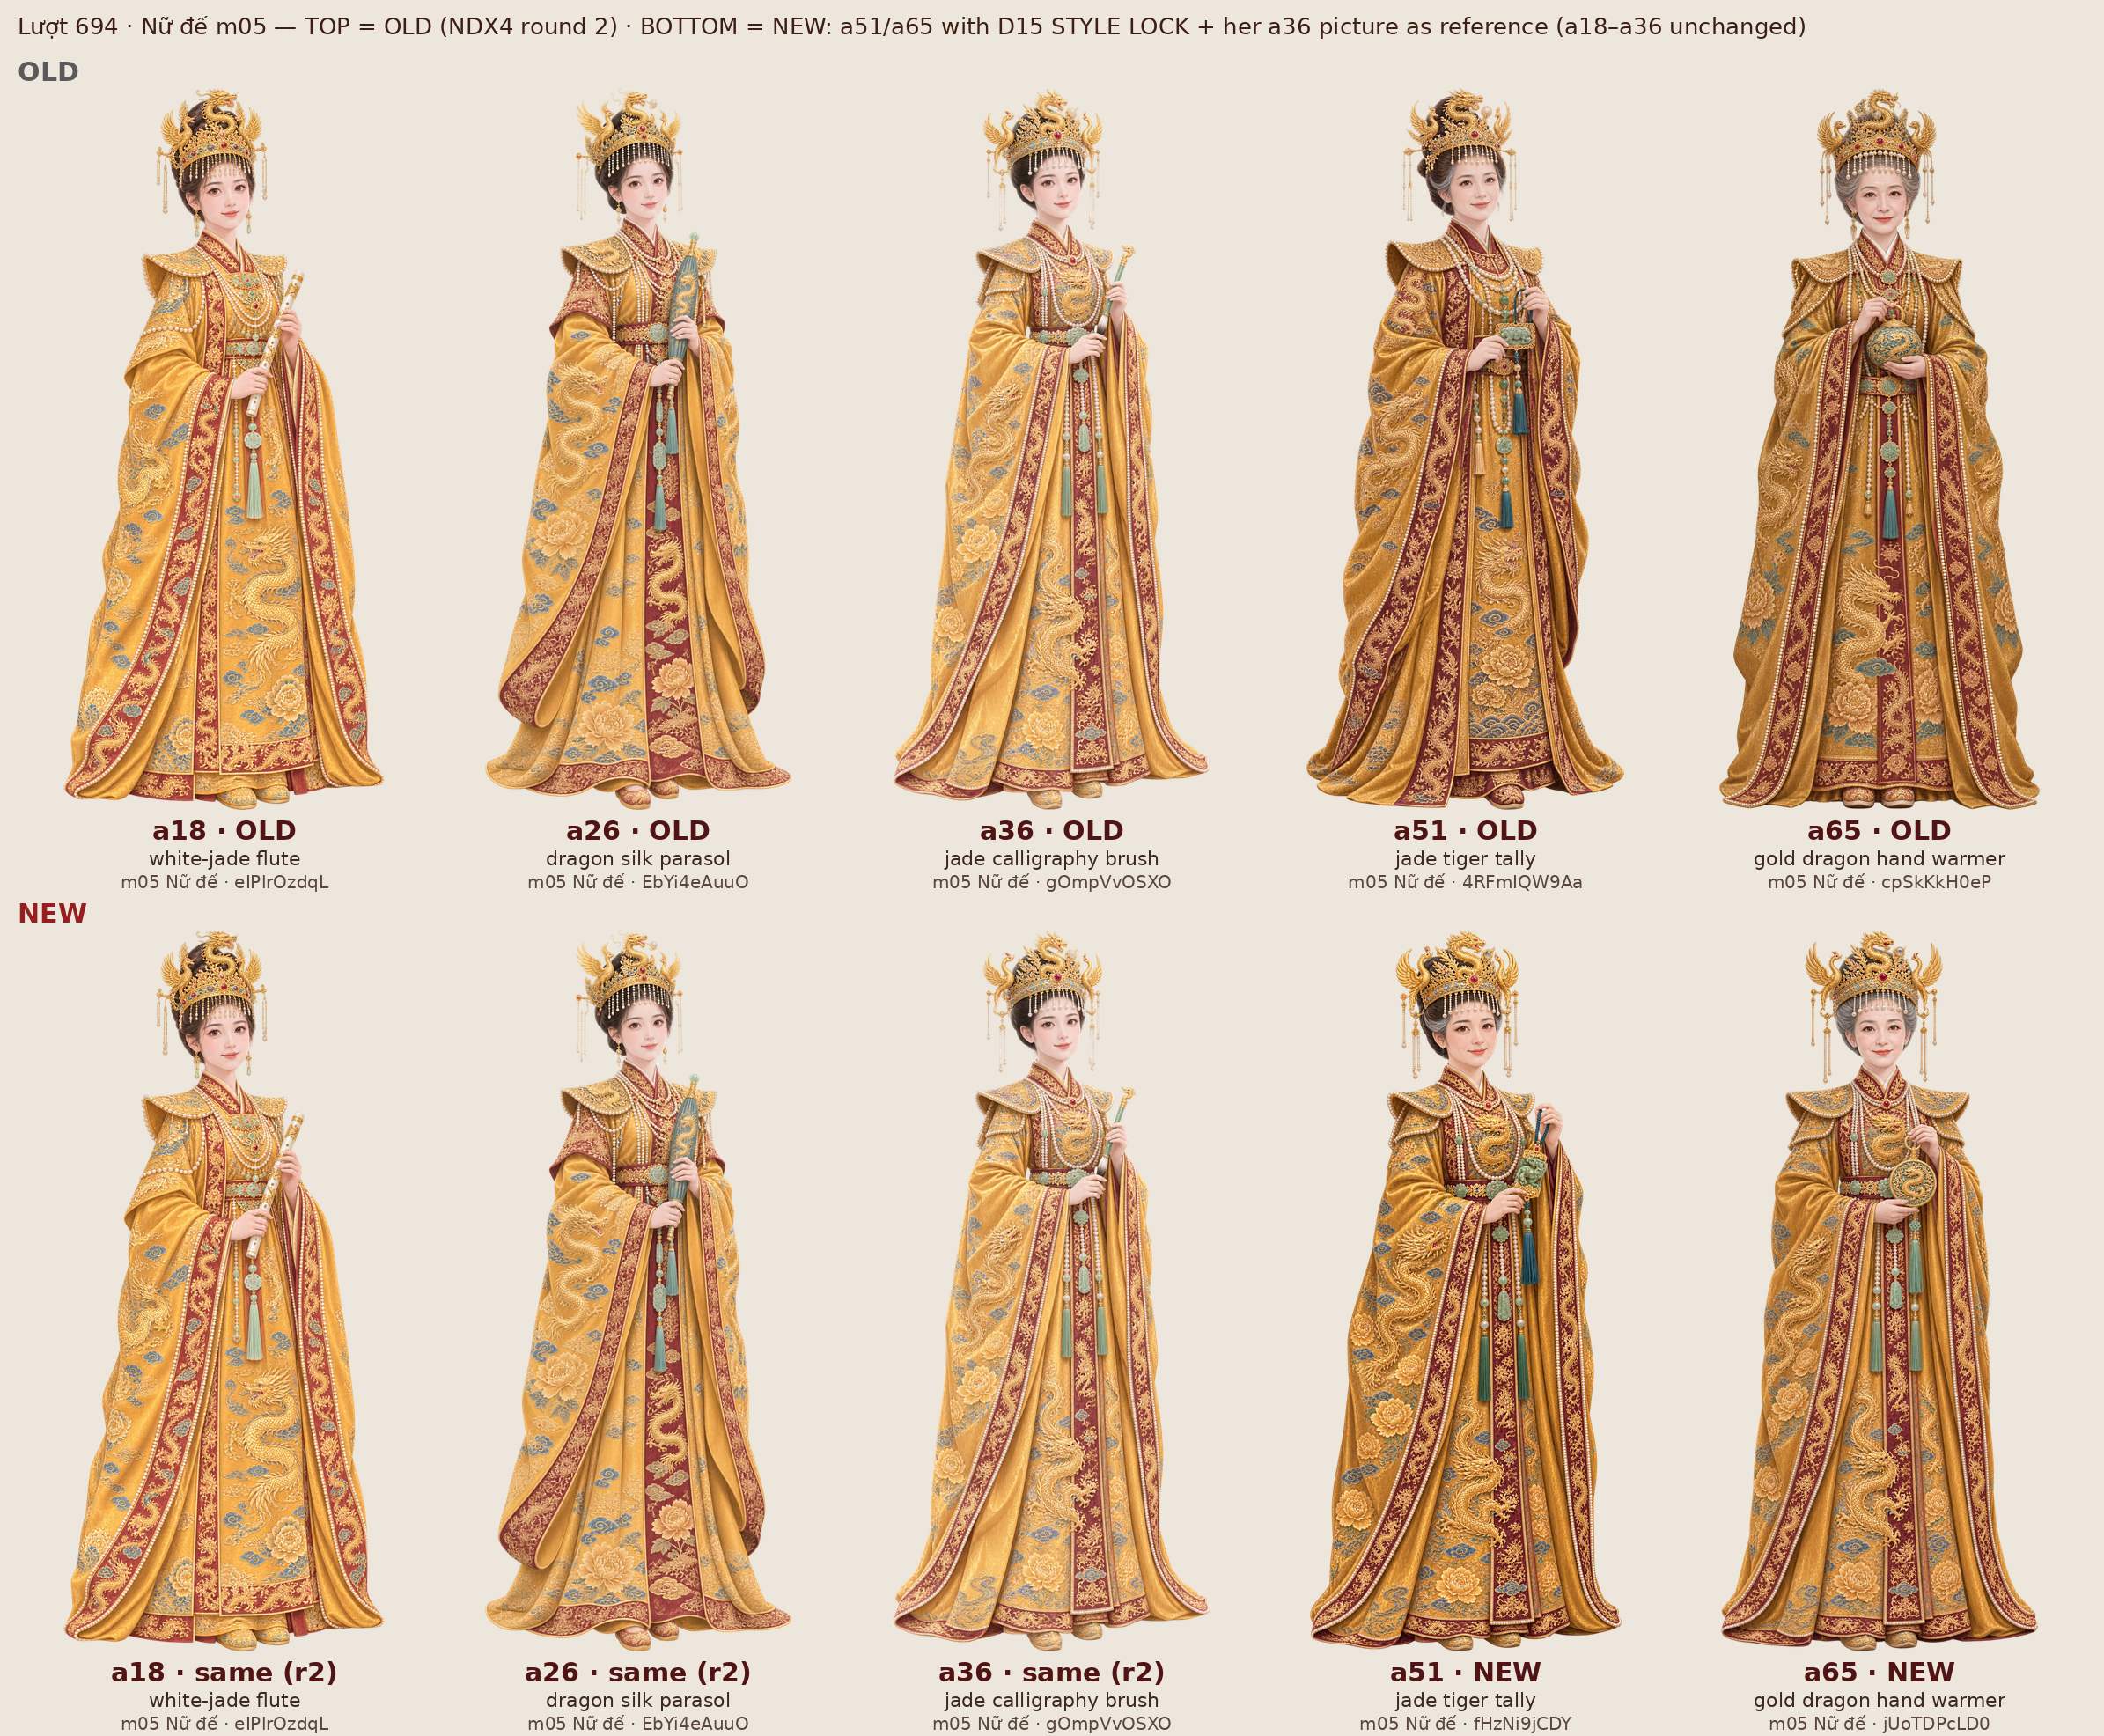 Lượt 694 · Nữ đế m05 — TOP = OLD (NDX4 round 2) · BOTTOM = NEW: a51/a65 with D15 STYLE LOCK + her a36 picture as reference (a18–a36 unchanged)
OLD
a18 · OLD
white-jade flute
m05 Nữ đế · eIPIrOzdqL
a26 · OLD
dragon silk parasol
m05 Nữ đế · EbYi4eAuuO
a36 · OLD
jade calligraphy brush
m05 Nữ đế · gOmpVvOSXO
a51 · OLD
jade tiger tally
m05 Nữ đế · 4RFmIQW9Aa
a65 · OLD
gold dragon hand warmer
m05 Nữ đế · cpSkKkH0eP
NEW
a18 · same (r2)
white-jade flute
m05 Nữ đế · eIPIrOzdqL
a26 · same (r2)
dragon silk parasol
m05 Nữ đế · EbYi4eAuuO
a36 · same (r2)
jade calligraphy brush
m05 Nữ đế · gOmpVvOSXO
a51 · NEW
jade tiger tally
m05 Nữ đế · fHzNi9jCDY
a65 · NEW
gold dragon hand warmer
m05 Nữ đế · jUoTDPcLD0